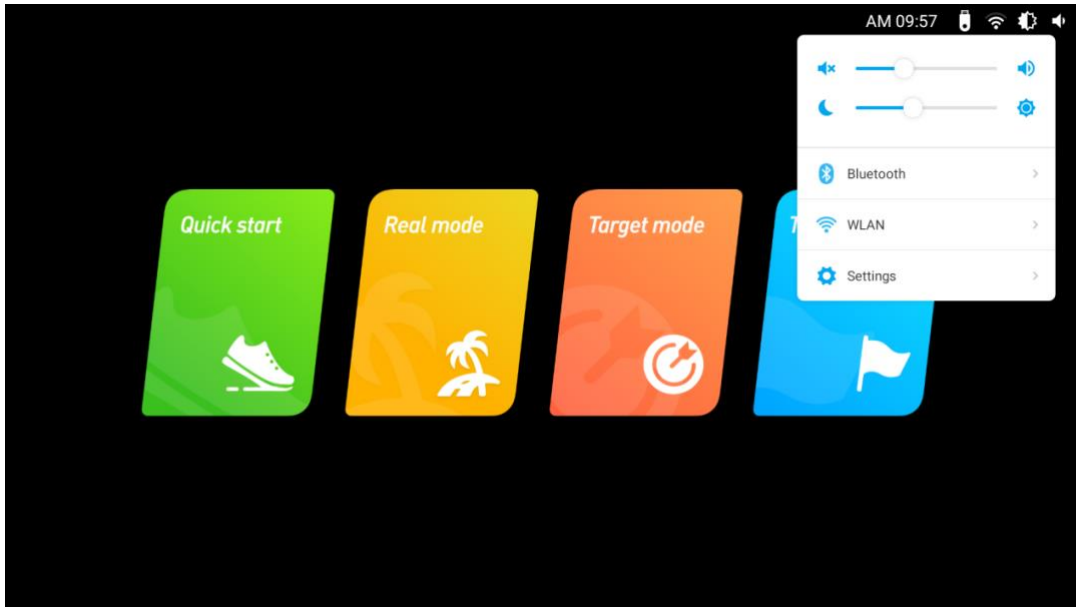 AM 09:57
Bluetooth
WLAN
Settings
Quick start
Real mode
Target mode